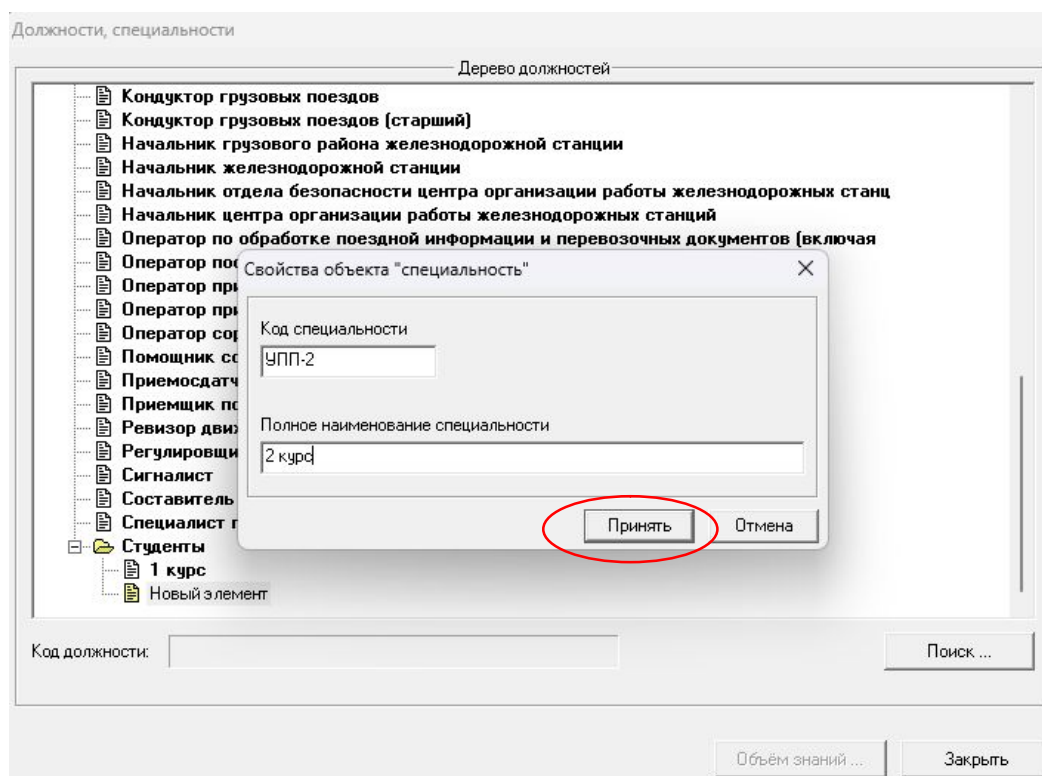 Должности, специальности
Дерево должностей
Кондуктор грузовых поездов
Кондуктор грузовых поездов (старший)
Начальник грузового района железнодорожной станции
Начальник железнодорожной станции
Начальник отдела безопасности центра организации работы железнодорожных станц
Начальник центра организации работы железнодорожных станций
Оператор по обработке поездной информации и перевозочных документов (включая
Оператор пос
Оператор при
Оператор при
Оператор сор
Помощник со
Приемосдатч
Приемщик по
Ревизор движ
Регулировщи
Сигналист
Составитель
Специалист п
Студенты
1 курс
Новый элемент
Свойства объекта "специальность"
Код специальности
УПП-2
Полное наименование специальности
2 курс
Принять
Отмена
Код должности:
Поиск ...
Объём знаний ...
Закрыть